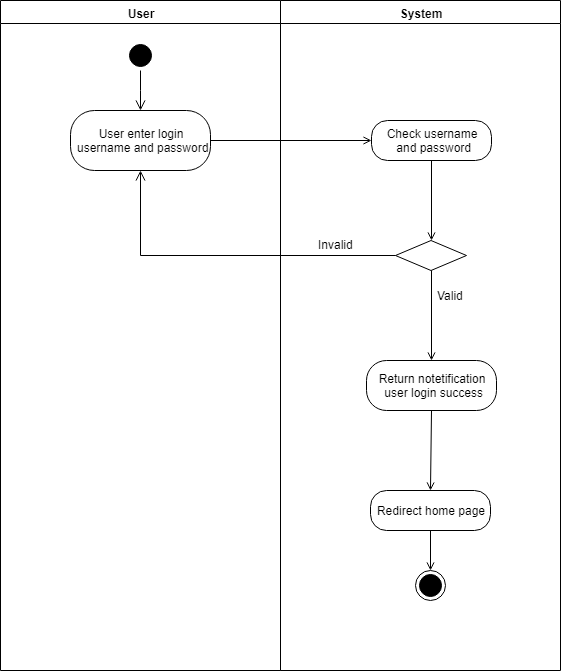 User
System
User enter login
username and password
Check username
and password
Invalid
Valid
Return notetification
user login success
Redirect home page